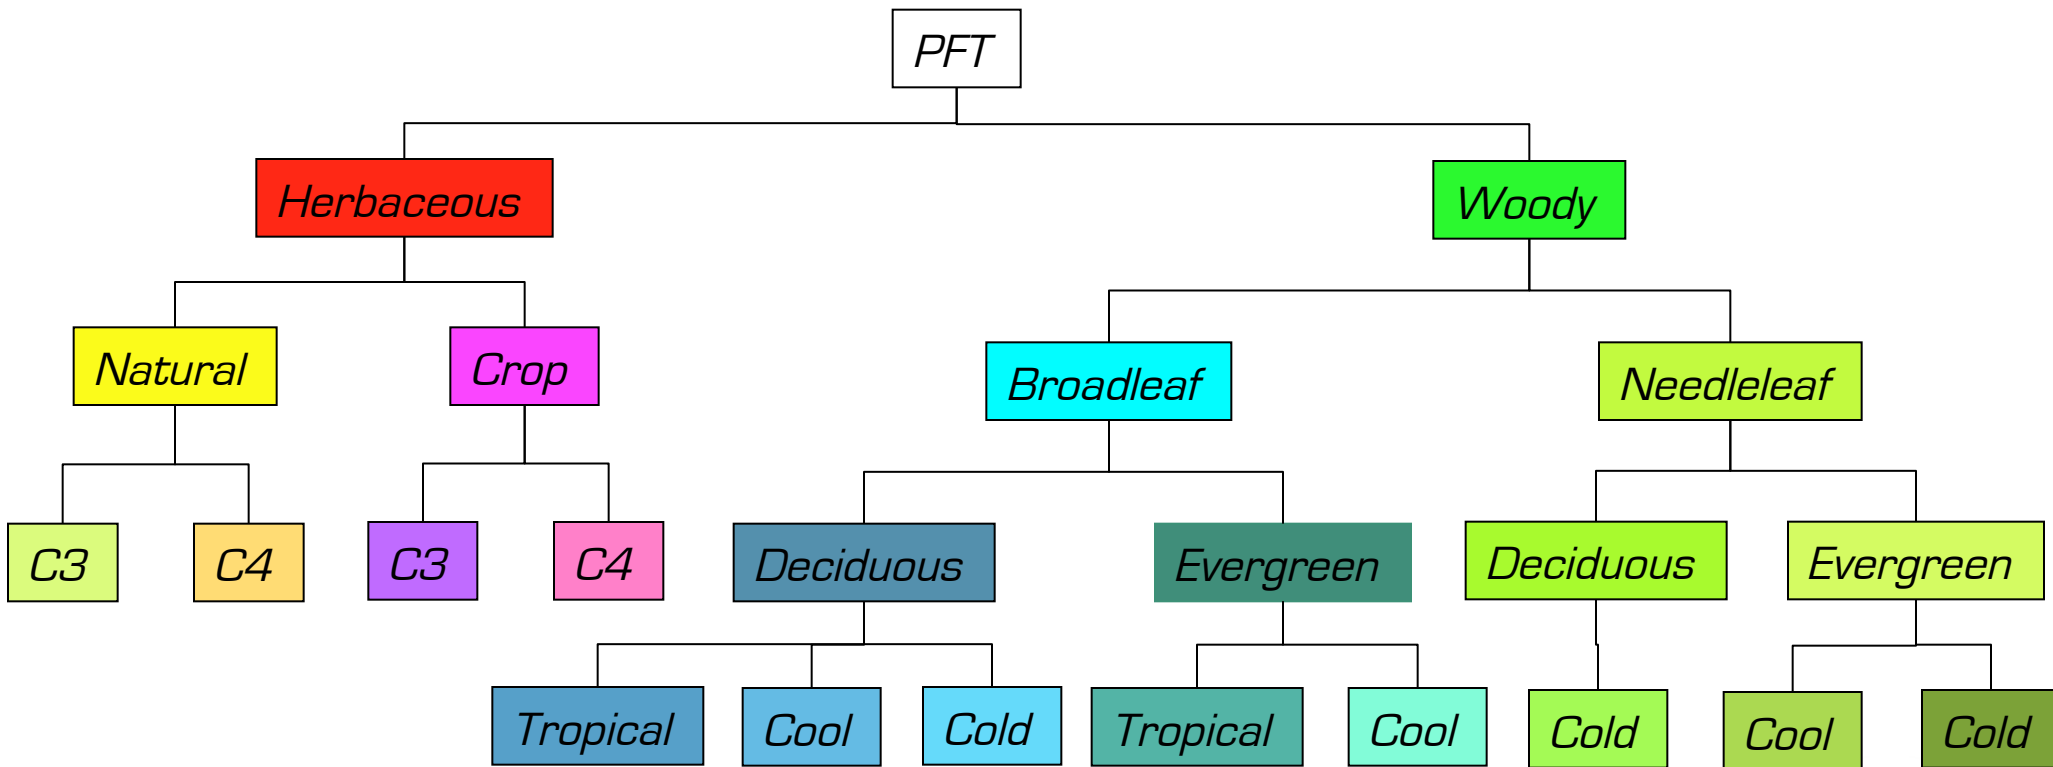 PFT
Herbaceous
Woody
Natural
Crop
Broadleaf
Needleleaf
C3
C4
C3
C4
Deciduous
Evergreen
Deciduous
Evergreen
Tropical
Cool
Cold
Tropical
Cool
Cold
Cool
Cold